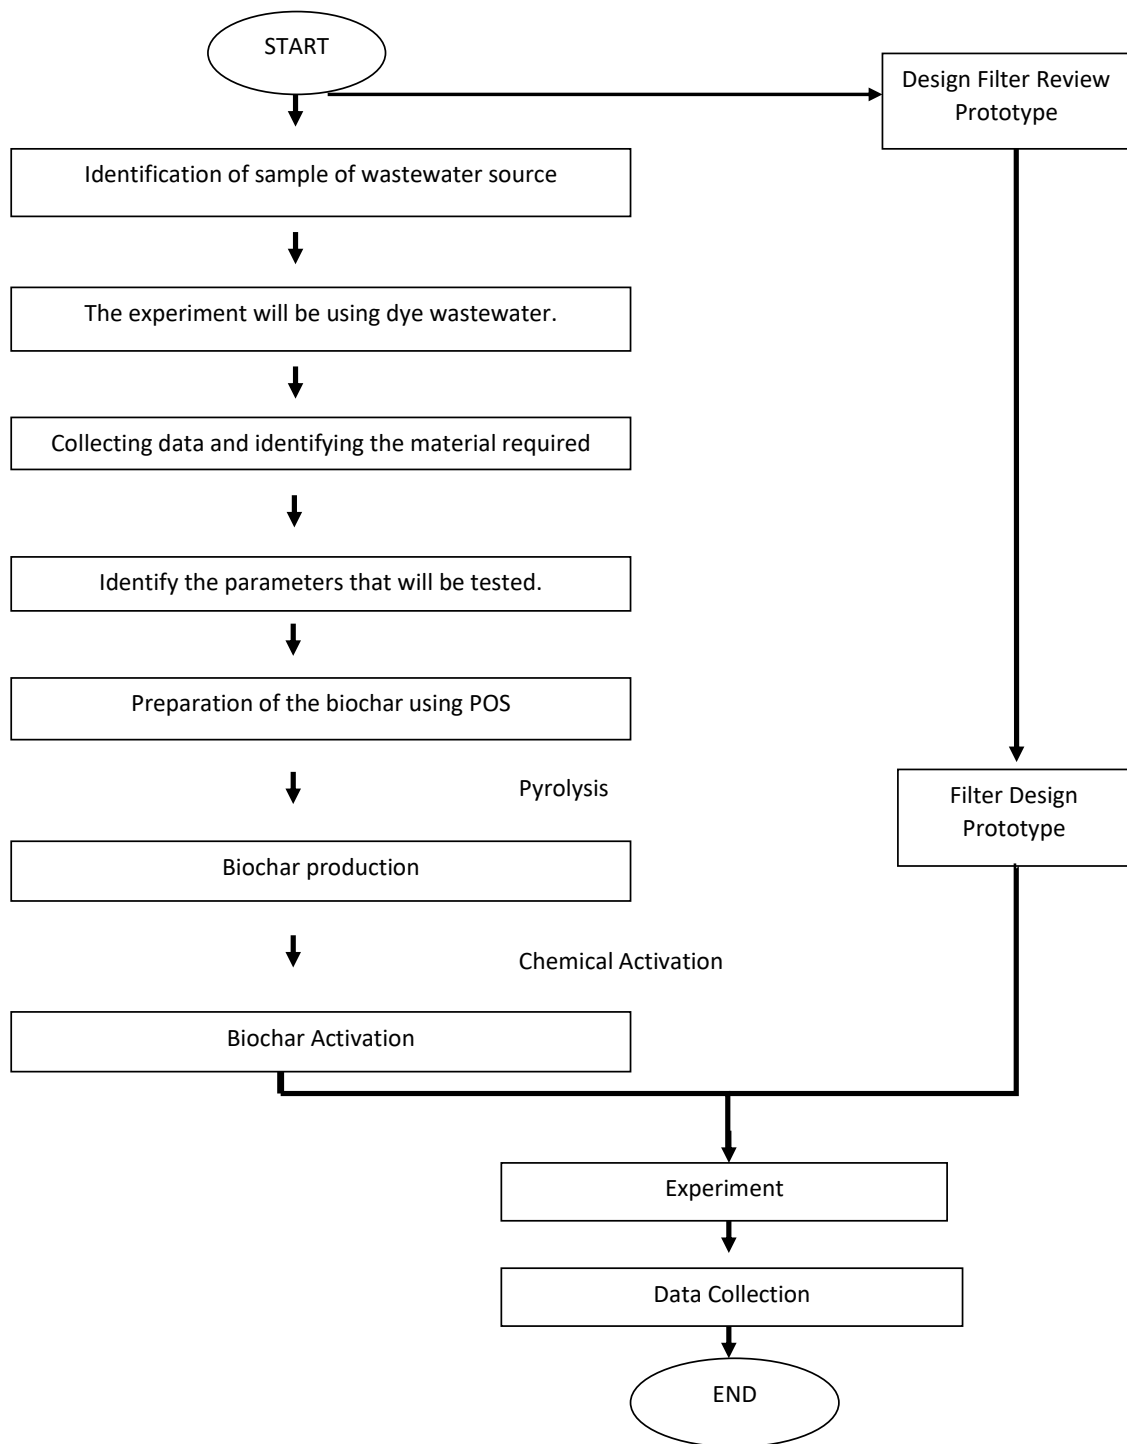 START
Design Filter Review
Prototype
Identification of sample of wastewater source
The experiment will be using dye wastewater.
Collecting data and identifying the material required
Identify the parameters that will be tested.
Preparation of the biochar using POS
Pyrolysis
Filter Design
Prototype
Biochar production
Chemical Activation
Biochar Activation
Experiment
Data Collection
END